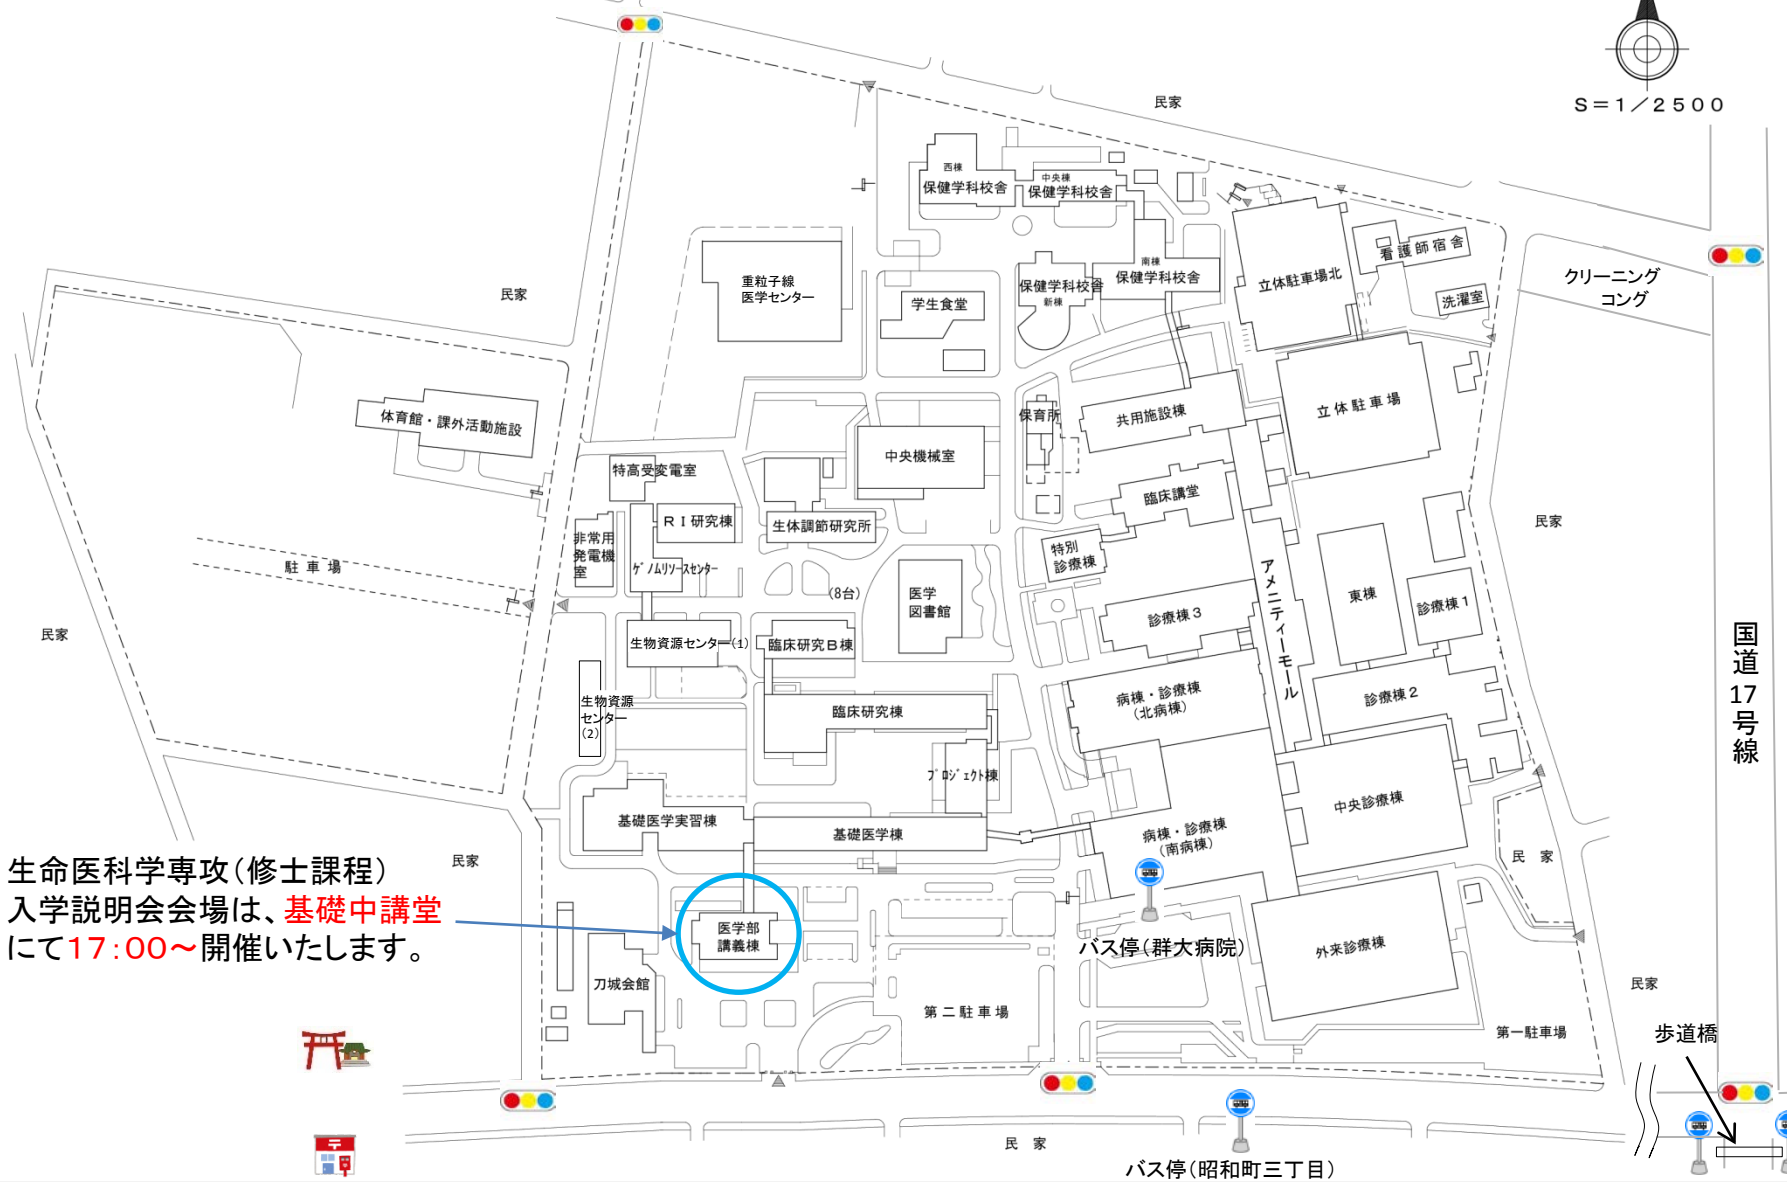 S＝1／2500
民家
西棟
保健学科校舎
中央棟
保健学科校舎
南棟
保健学科校舎
保健学科校舎
新棟
立体駐車場北
看護師宿舎
洗濯室
クリーニング
コング
民家
重粒子線
医学センター
学生食堂
体育館・課外活動施設
保育所
共用施設棟
立体駐車場
中央機械室
特高受変電室
ＲＩ研究棟
生体調節研究所
臨床講堂
民家
非常用
発電機
室
ゲノムリソースセンター
特別
診療棟
アメニティーモール
駐車場
(8台)
医学
図書館
診療棟3
東棟
診療棟1
民家
生物資源センター(1)
臨床研究Ｂ棟
国道17号線
生物資源
センター
(2)
臨床研究棟
病棟・診療棟
(北病棟)
診療棟2
プロジェクト棟
中央診療棟
基礎医学実習棟
基礎医学棟
病棟・診療棟
(南病棟)
民家
民家
生命医科学専攻(修士課程)
入学説明会会場は、基礎中講堂
にて17:00～開催いたします。
医学部
講義棟
バス停(群大病院)
外来診療棟
刀城会館
第二駐車場
民家
第一駐車場
歩道橋
〒
民家
バス停(昭和町三丁目)